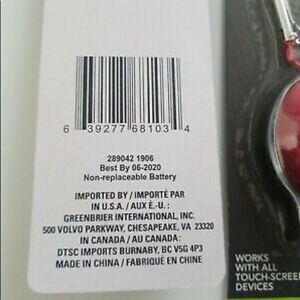 6 39277 68103 4
289042 1906
Best By 06-2020
Non-replaceable Battery
IMPORTED BY / IMPORTÉ PAR
IN U.S.A. / AUX É.U. :
GREENBRIER INTERNATIONAL, INC.
500 VOLVO PARKWAY, CHESAPEAKE, VA 23320
IN CANADA / AU CANADA:
DTSC IMPORTS BURNABY, BC V5G 4P3
MADE IN CHINA / FABRIQUÉ EN CHINE
WORKS
WITH ALL
TOUCH-SCREE
DEVICES